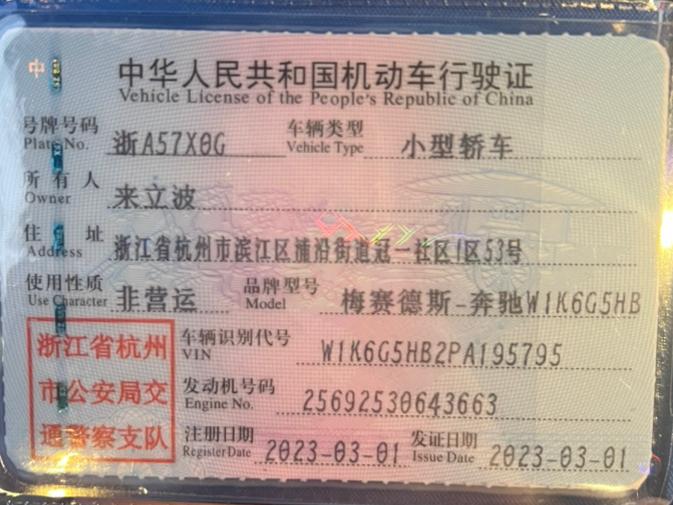 中华人民共和国机动车行驶证
Vehicle License of the People's Republic of China
号牌号码 浙A57X0G 车辆类型 小型轿车
Plate No. Vehicle Type
所有人 来立波
Owner
住址 浙江省杭州市滨江区浦沿街道冠一社区1区53号
Address
使用性质 非营运 品牌型号 梅赛德斯-奔驰W1K6G5HB
Use Character Model
浙江省杭州市公安局交通警察支队
车辆识别代号 W1K6G5HB2PA195795
VIN
发动机号码 25692530643663
Engine No.
注册日期 2023-03-01 发证日期 2023-03-01
Register Date Issue Date